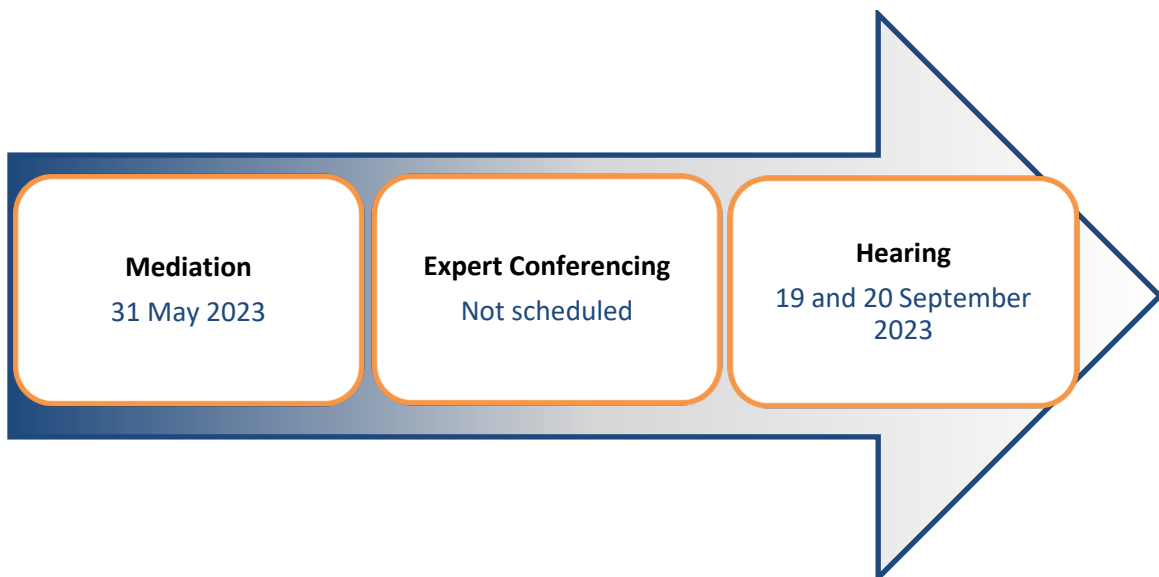 Mediation
31 May 2023
Expert Conferencing
Not scheduled
Hearing
19 and 20 September
2023